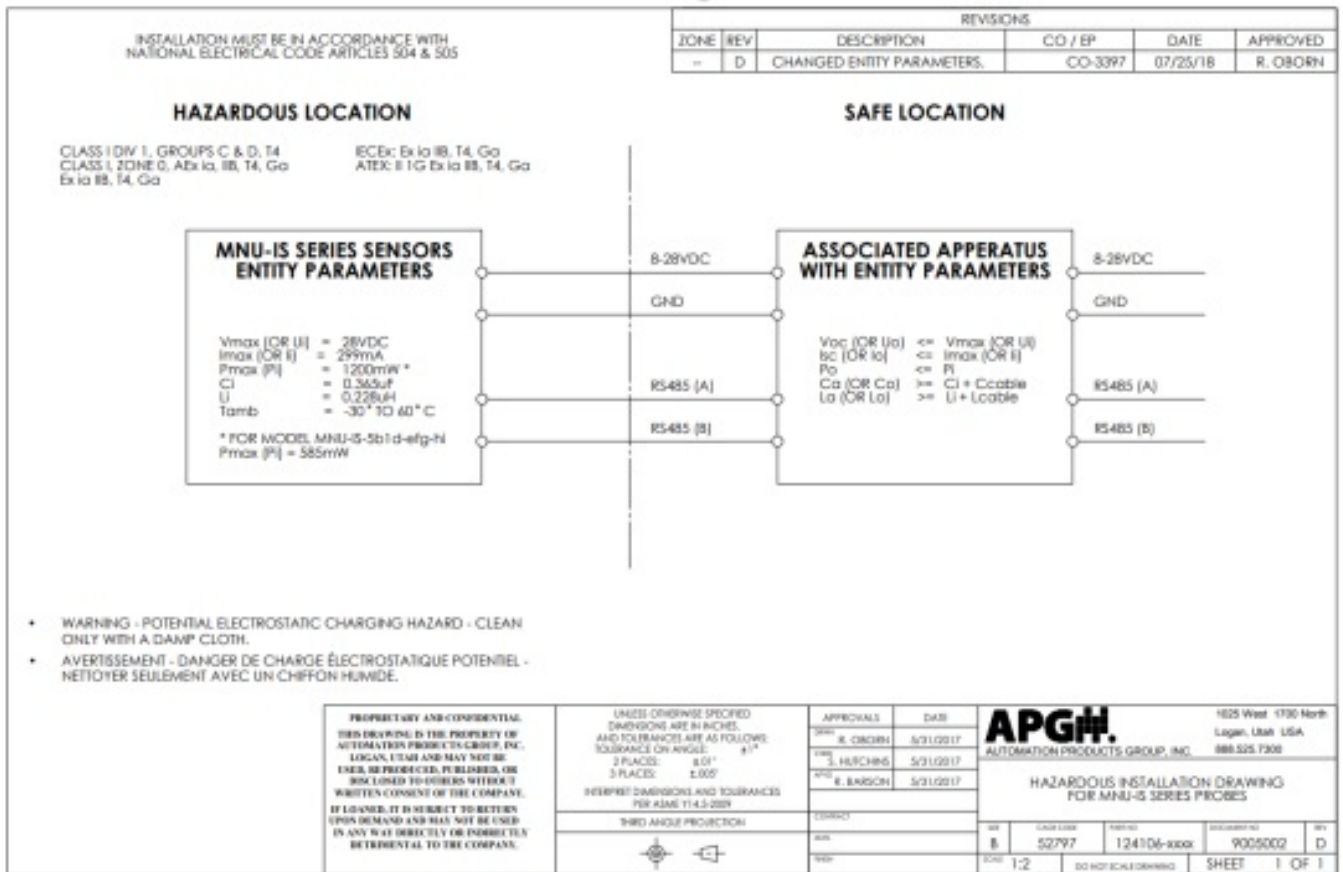 INSTALLATION MUST BE IN ACCORDANCE WITH
NATIONAL ELECTRICAL CODE ARTICLES 504 & 505
REVISIONS
ZONE REV DESCRIPTION CO / EP DATE APPROVED
-- D CHANGED ENTITY PARAMETERS. CO-3397 07/25/18 R. OBORN
HAZARDOUS LOCATION
SAFE LOCATION
CLASS I DIV 1, GROUPS C & D, T4
CLASS I, ZONE 0, AEx ia, IIB, T4, Ga
Ex ia IIB, T4, Ga
IECEx: Ex ia IIB, T4, Ga
ATEX: II 1G Ex ia IIB, T4, Ga
MNU-IS SERIES SENSORS
ENTITY PARAMETERS
Vmax (OR Ui) = 28VDC
Imax (OR Ii) = 299mA
Pmax (Pi) = 1200mW *
Ci = 0.365uF
Li = 0.228uH
Tamb = -30° TO 60° C
* FOR MODEL MNU-IS-5b1d-efg-hi
Pmax (Pi) = 585mW
8-28VDC
GND
RS485 (A)
RS485 (B)
ASSOCIATED APPERATUS
WITH ENTITY PARAMETERS
Voc (OR Uo) <= Vmax (OR Ui)
Isc (OR Io) <= Imax (OR Ii)
Po <= Pi
Ca (OR Co) >= Ci + Ccable
La (OR Lo) >= Li + Lcable
8-28VDC
GND
RS485 (A)
RS485 (B)
• WARNING - POTENTIAL ELECTROSTATIC CHARGING HAZARD - CLEAN
ONLY WITH A DAMP CLOTH.
• AVERTISSEMENT - DANGER DE CHARGE ÉLECTROSTATIQUE POTENTIEL -
NETTOYER SEULEMENT AVEC UN CHIFFON HUMIDE.
PROPRIETARY AND CONFIDENTIAL
THIS DRAWING IS THE PROPERTY OF
AUTOMATION PRODUCTS GROUP, INC.
LOGAN, UTAH AND MAY NOT BE
USED, REPRODUCED, PUBLISHED, OR
DISCLOSED TO OTHERS WITHOUT
WRITTEN CONSENT OF THE COMPANY.
IF LOANED, IT IS SUBJECT TO RETURN
UPON DEMAND AND MAY NOT BE USED
IN ANY WAY DIRECTLY OR INDIRECTLY
DETRIMENTAL TO THE COMPANY.
UNLESS OTHERWISE SPECIFIED
DIMENSIONS ARE IN INCHES,
AND TOLERANCES ARE AS FOLLOWS:
TOLERANCE ON ANGLE: ±1°
2 PLACES: ±.01"
3 PLACES: ±.005"
INTERPRET DIMENSIONS AND TOLERANCES
PER ASME Y14.5-2009
THIRD ANGLE PROJECTION
APPROVALS DATE
R. OBORN 5/31/2017
S. HUTCHINS 5/31/2017
K. BARSON 5/31/2017
CONTRACT
APG
AUTOMATION PRODUCTS GROUP, INC.
1025 West 1700 North
Logan, Utah USA
888.525.7300
HAZARDOUS INSTALLATION DRAWING
FOR MNU-IS SERIES PROBES
SIZE CAGE CODE PART NO DOCUMENT NO REV
B 52797 124106-xxxx 9005002 D
SCALE 1:2 DO NOT SCALE DRAWING SHEET 1 OF 1